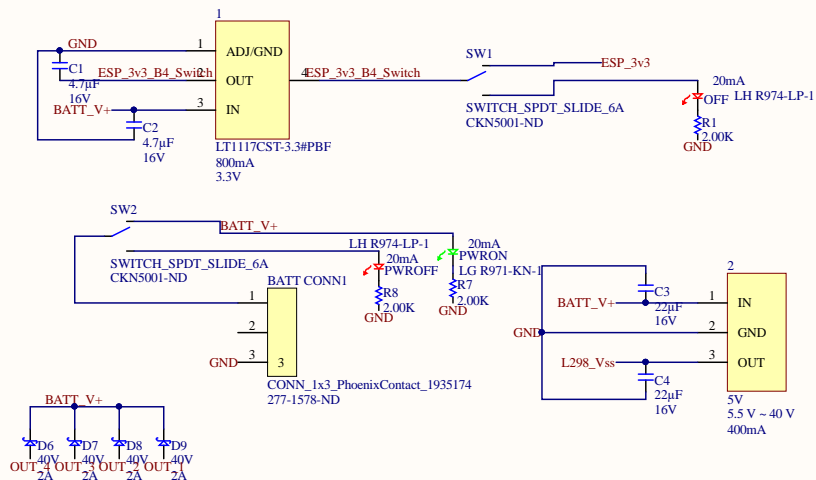 1
GND
1
ADJ/GND
C1
4.7µF
16V
ESP_3v3_B4_Switch
2
OUT
4
ESP_3v3_B4_Switch
BATT_V+
3
IN
C2
4.7µF
16V
LT1117CST-3.3#PBF
800mA
3.3V
SW1
ESP_3v3
SWITCH_SPDT_SLIDE_6A
CKN5001-ND
20mA
OFF
LH R974-LP-1
R1
2.00K
GND
SW2
BATT_V+
SWITCH_SPDT_SLIDE_6A
CKN5001-ND
LH R974-LP-1
20mA
PWROFF
R8
2.00K
GND
20mA
PWRON
LG R971-KN-1
R7
2.00K
GND
BATT CONN1
1
2
GND
3
3
CONN_1x3_PhoenixContact_1935174
277-1578-ND
2
C3
22µF
16V
BATT_V+
1
IN
GND
2
GND
L298_Vss
3
OUT
C4
22µF
16V
5V
5.5 V ~ 40 V
400mA
BATT_V+
D6
40V
2A
OUT_4
D7
40V
2A
OUT_3
D8
40V
2A
OUT_2
D9
40V
2A
OUT_1